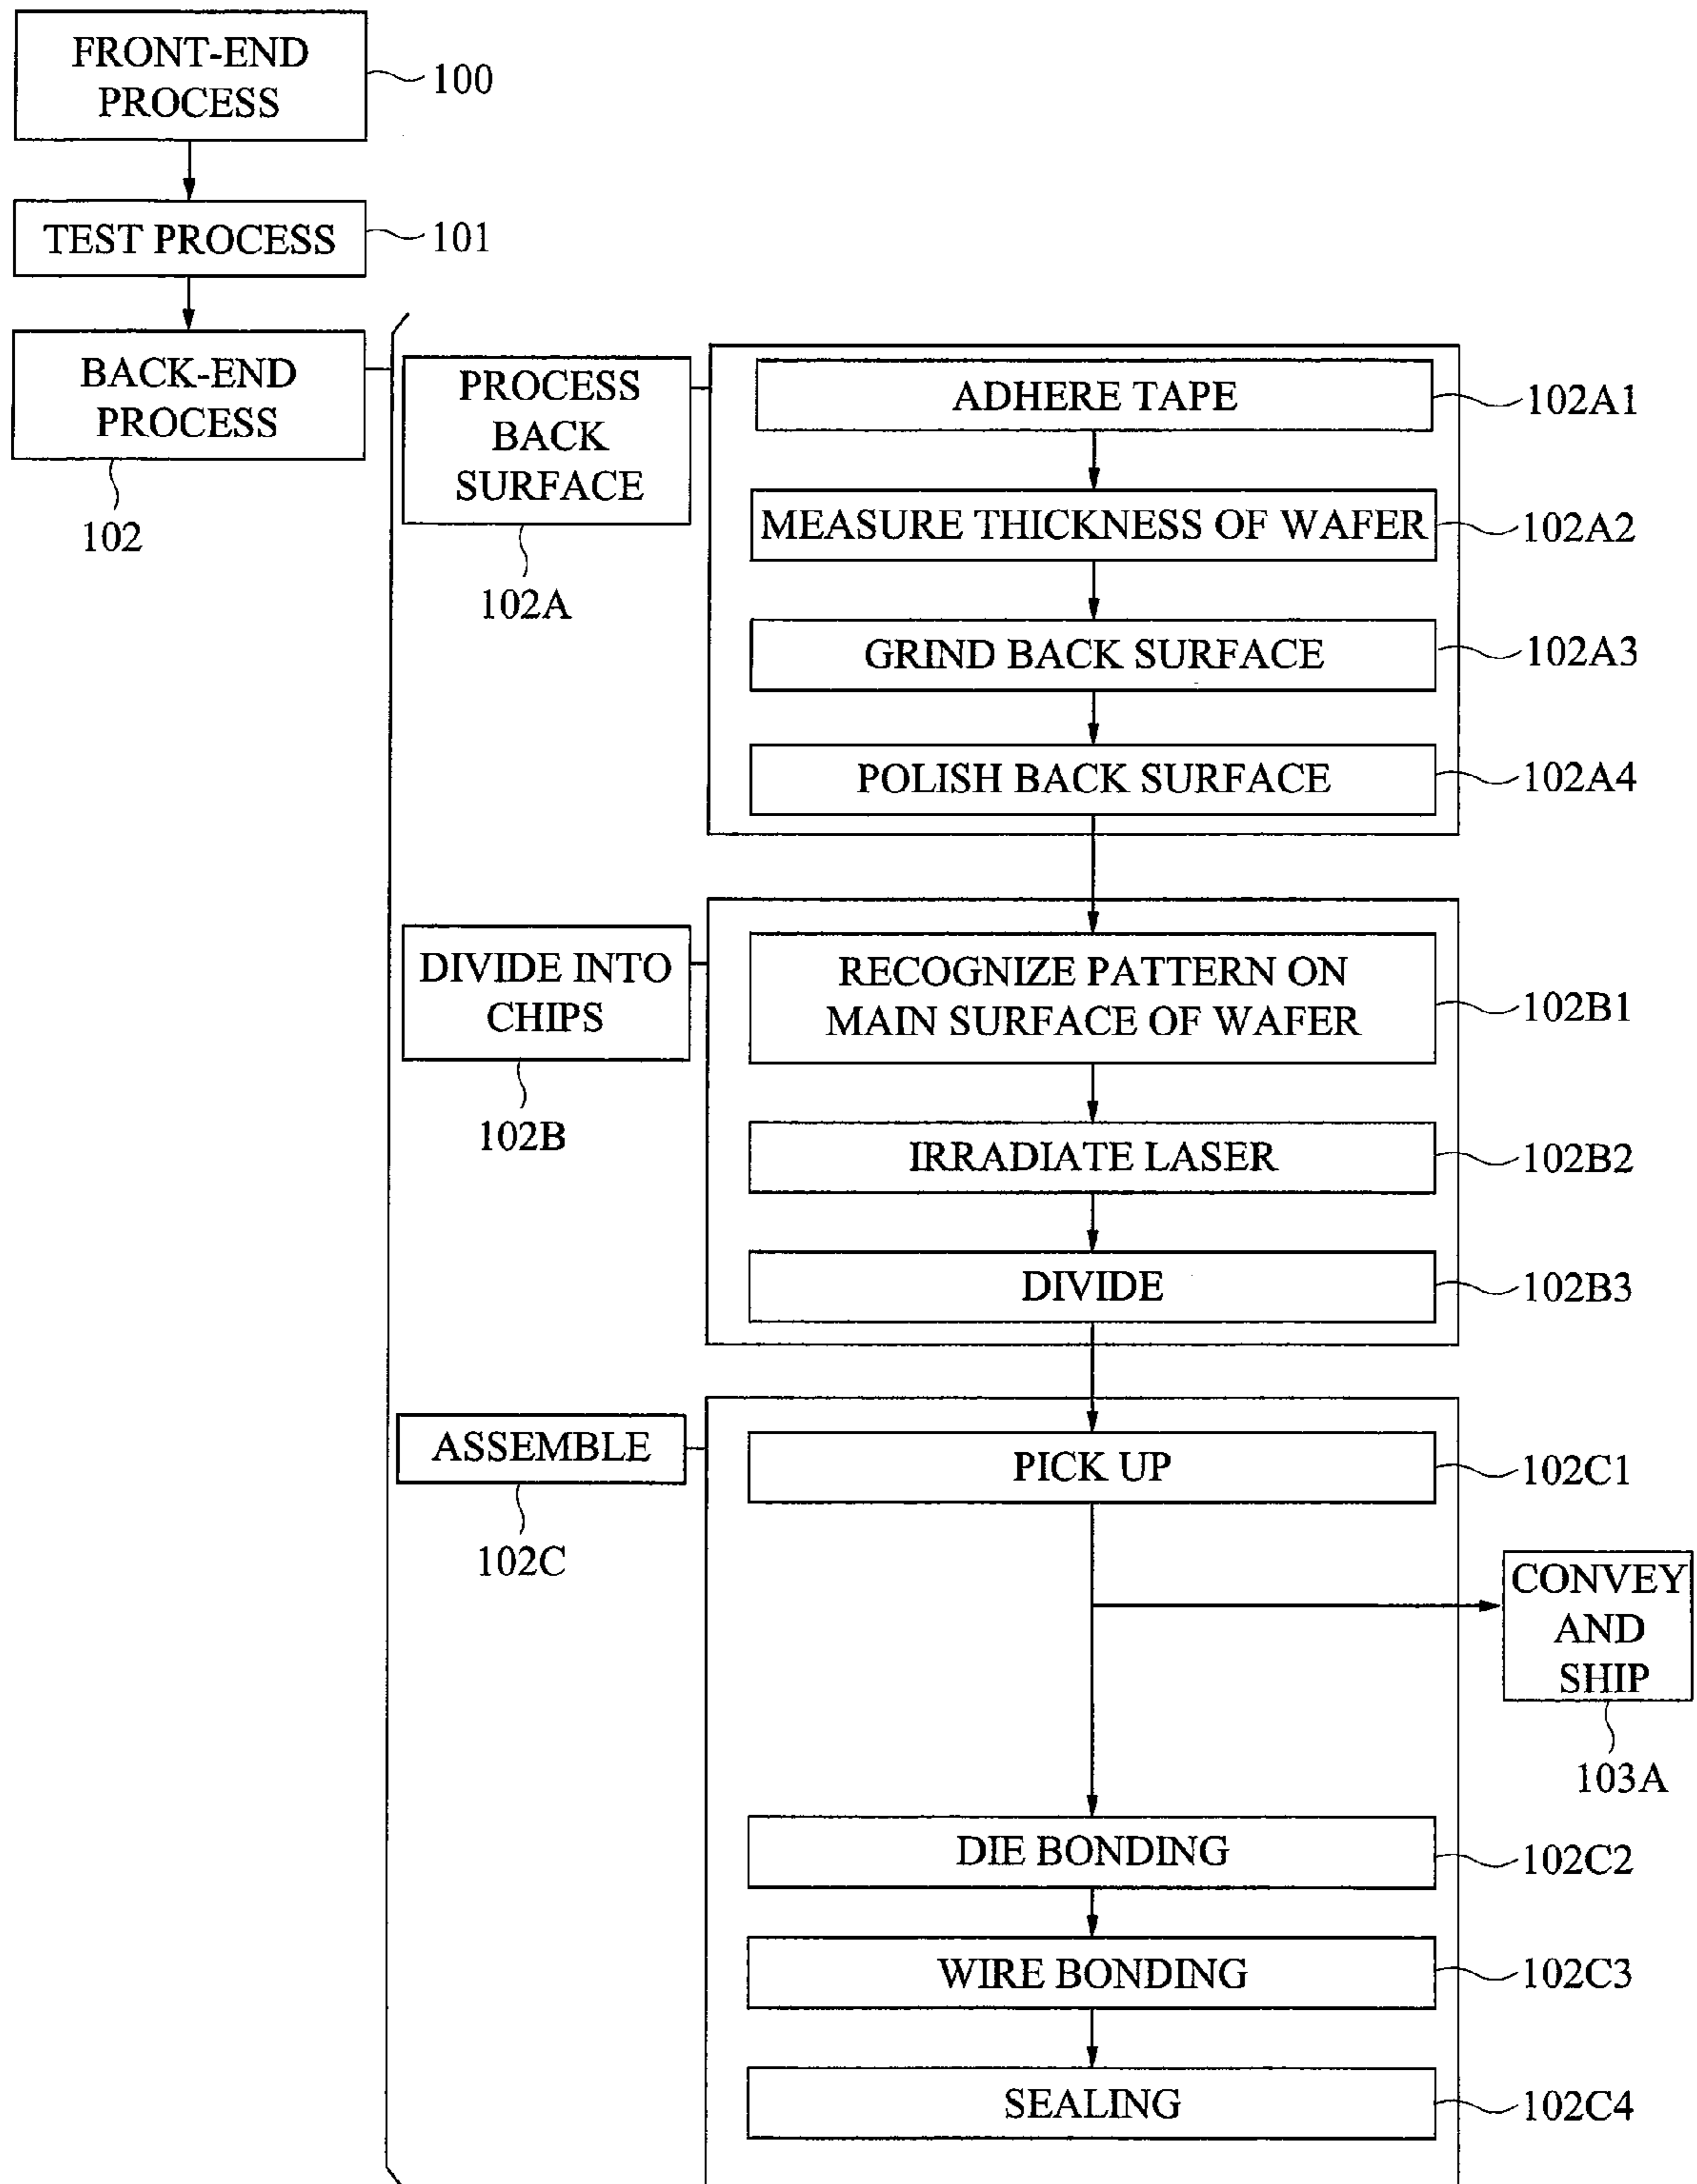 FRONT-END
PROCESS
100
TEST PROCESS
101
BACK-END
PROCESS
102
PROCESS
BACK
SURFACE
102A
ADHERE TAPE
102A1
MEASURE THICKNESS OF WAFER
102A2
GRIND BACK SURFACE
102A3
POLISH BACK SURFACE
102A4
DIVIDE INTO
CHIPS
102B
RECOGNIZE PATTERN ON
MAIN SURFACE OF WAFER
102B1
IRRADIATE LASER
102B2
DIVIDE
102B3
ASSEMBLE
102C
PICK UP
102C1
CONVEY
AND
SHIP
103A
DIE BONDING
102C2
WIRE BONDING
102C3
SEALING
102C4